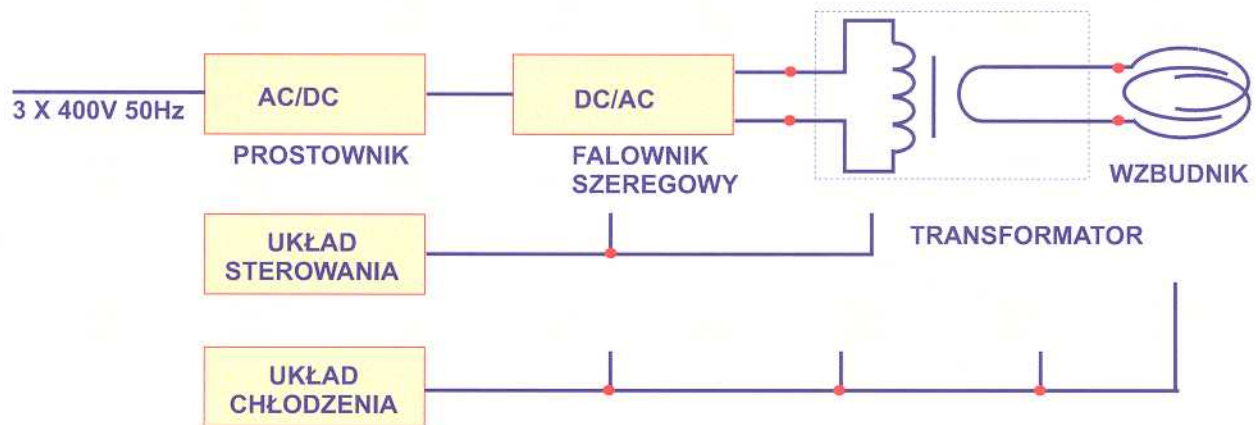 3 X 400V 50Hz
AC/DC
PROSTOWNIK
DC/AC
FALOWNIK
SZEREGOWY
WZBUDNIK
TRANSFORMATOR
UKŁAD
STEROWANIA
UKŁAD
CHŁODZENIA